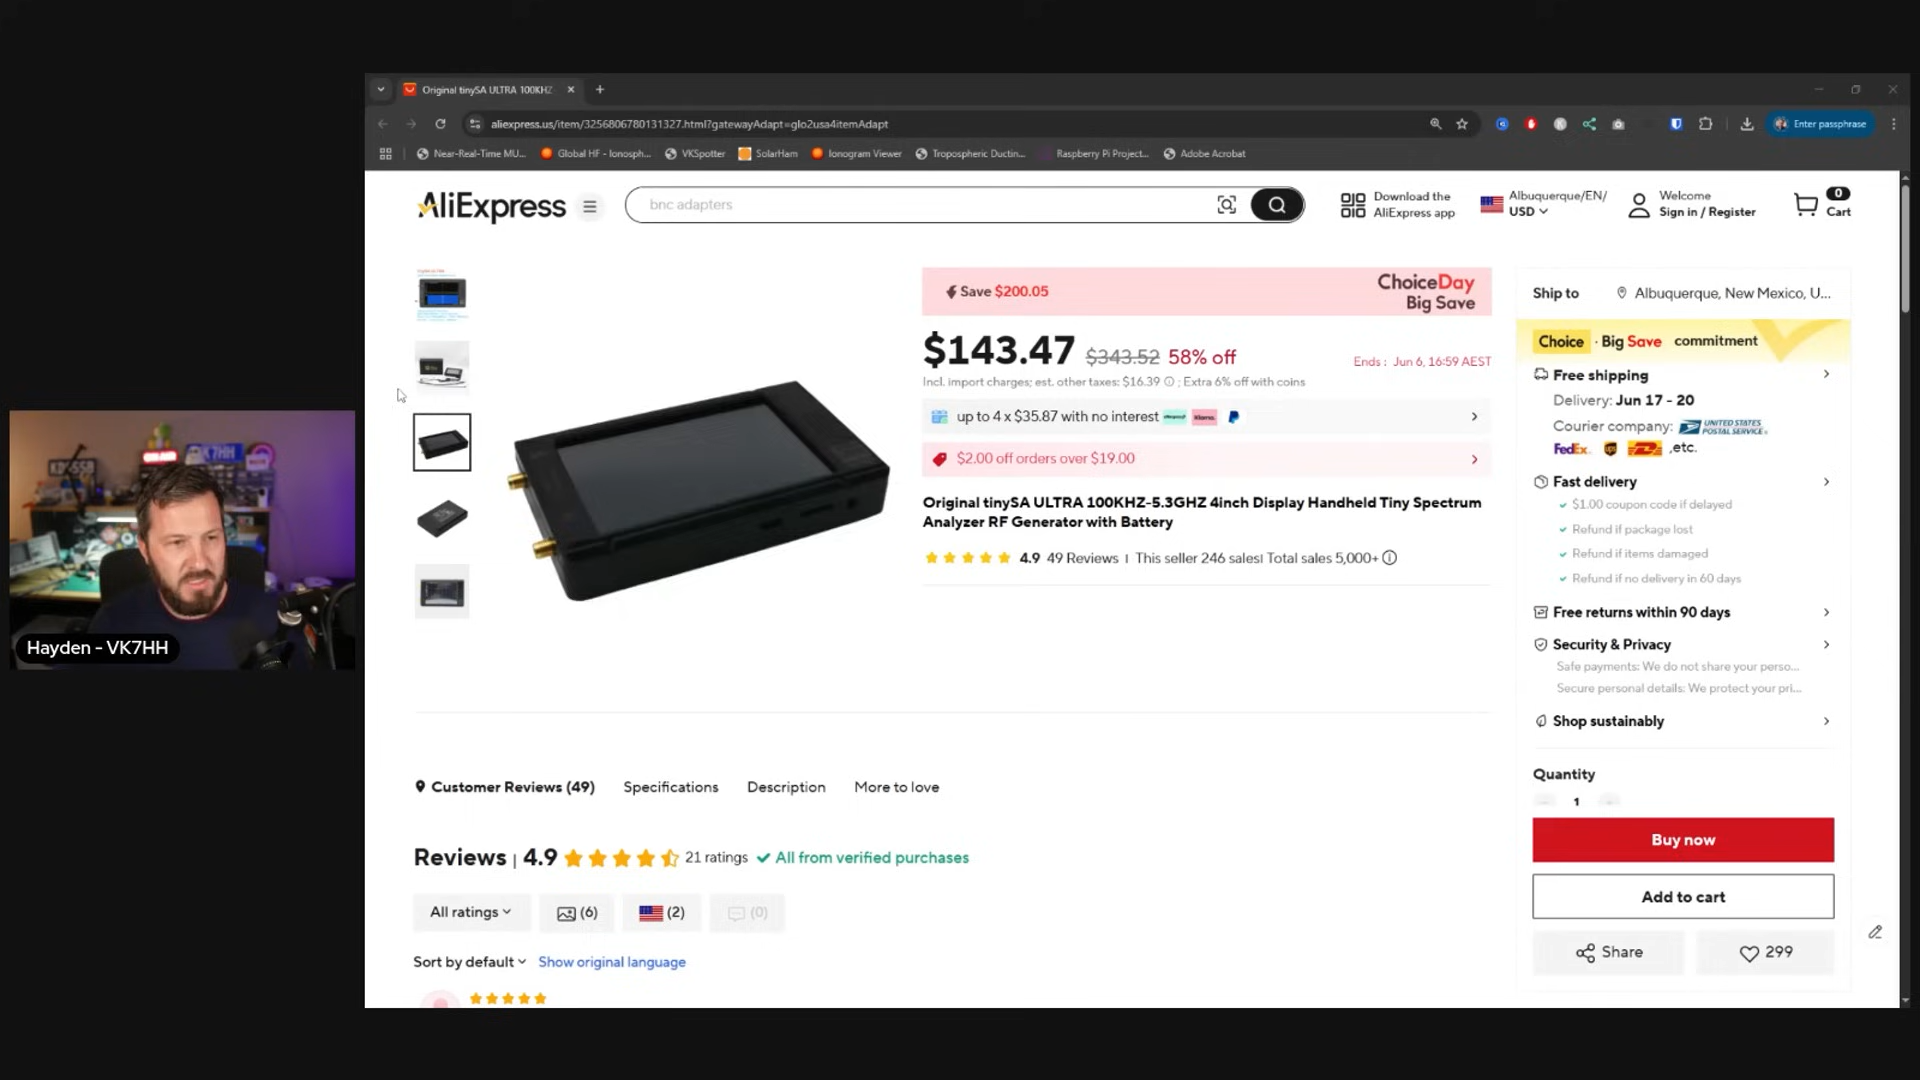 Original tinySA ULTRA 100KHZ
aliexpress.us/item/3256806780131327.html?gatewayAdapt=glo2usa4itemAdapt
Enter passphrase
Near-Real-Time MU...
Global HF - Ionosph...
VKSpotter
SolarHam
Ionogram Viewer
Tropospheric Ductin...
Raspberry Pi Project...
Adobe Acrobat
AliExpress
bnc adapters
Download the
AliExpress app
Albuquerque/EN/
USD
Welcome
Sign in / Register
0
Cart
Save $200.05
ChoiceDay
Big Save
$143.47 $343.52 58% off
Ends : Jun 6, 16:59 AEST
Incl. import charges; est. other taxes: $16.39 ; Extra 6% off with coins
up to 4 x $35.87 with no interest
Klarna.
$2.00 off orders over $19.00
Original tinySA ULTRA 100KHZ-5.3GHZ 4inch Display Handheld Tiny Spectrum
Analyzer RF Generator with Battery
4.9 49 Reviews | This seller 246 sales| Total sales 5,000+
Ship to
Albuquerque, New Mexico, U...
Choice · Big Save commitment
Free shipping
Delivery: Jun 17 - 20
Courier company: UNITED STATES POSTAL SERVICE
FedEx ups DHL ,etc.
Fast delivery
$1.00 coupon code if delayed
Refund if package lost
Refund if items damaged
Refund if no delivery in 60 days
Free returns within 90 days
Security & Privacy
Safe payments: We do not share your perso...
Secure personal details: We protect your pri...
Shop sustainably
Quantity
1
Buy now
Add to cart
Share
299
Customer Reviews (49)
Specifications
Description
More to love
Reviews | 4.9 21 ratings All from verified purchases
All ratings
(6)
(2)
(0)
Sort by default
Show original language
Hayden - VK7HH